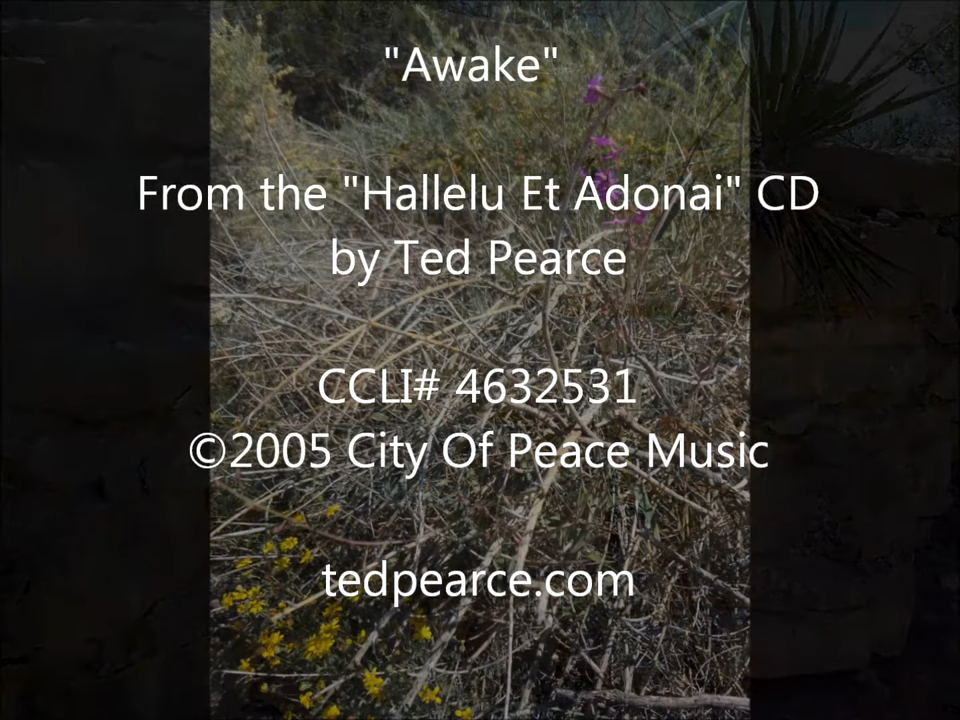 "Awake"
From the "Hallelu Et Adonai" CD
by Ted Pearce
CCLI# 4632531
©2005 City Of Peace Music
tedpearce.com